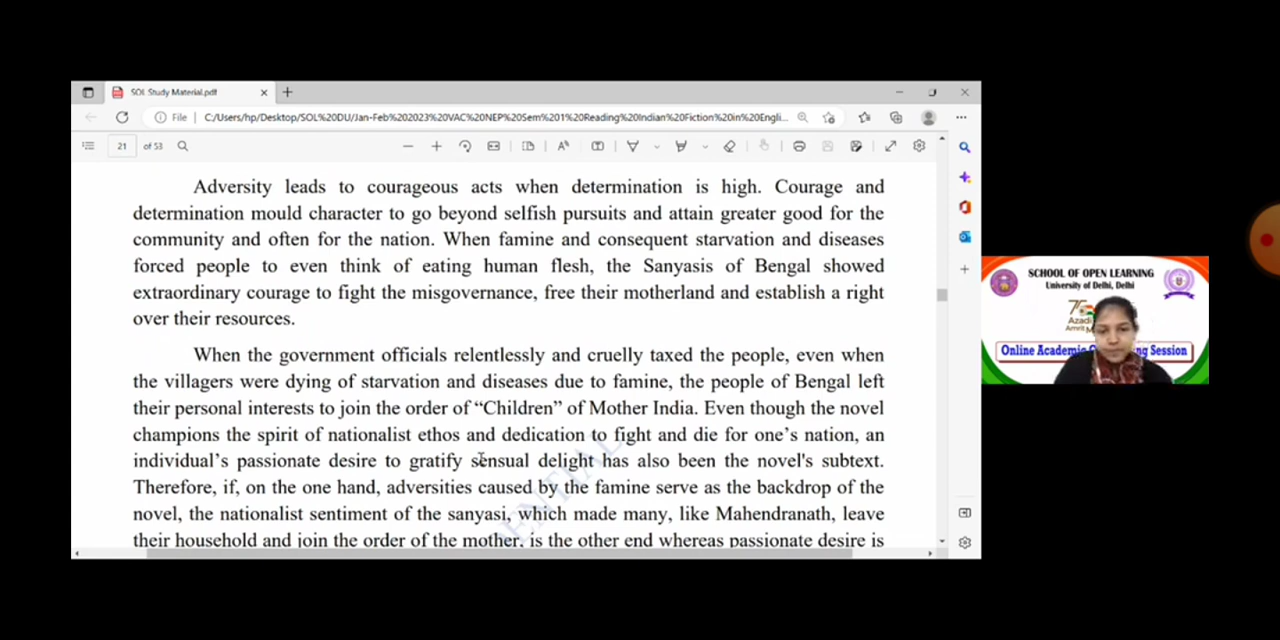 SOL Study Material.pdf
File C:/Users/hp/Desktop/SOL%20DU/Jan-Feb%202023%20VAC%20NEP%20Sem%201%20Reading%20Indian%20Fiction%20in%20Engli...
21 of 53
Adversity leads to courageous acts when determination is high. Courage and
determination mould character to go beyond selfish pursuits and attain greater good for the
community and often for the nation. When famine and consequent starvation and diseases
forced people to even think of eating human flesh, the Sanyasis of Bengal showed
extraordinary courage to fight the misgovernance, free their motherland and establish a right
over their resources.
When the government officials relentlessly and cruelly taxed the people, even when
the villagers were dying of starvation and diseases due to famine, the people of Bengal left
their personal interests to join the order of “Children” of Mother India. Even though the novel
champions the spirit of nationalist ethos and dedication to fight and die for one’s nation, an
individual’s passionate desire to gratify sensual delight has also been the novel's subtext.
Therefore, if, on the one hand, adversities caused by the famine serve as the backdrop of the
novel, the nationalist sentiment of the sanyasi, which made many, like Mahendranath, leave
their household and join the order of the mother, is the other end whereas passionate desire is
SCHOOL OF OPEN LEARNING
University of Delhi, Delhi
Azadi
Amrit M
Online Academic ng Session